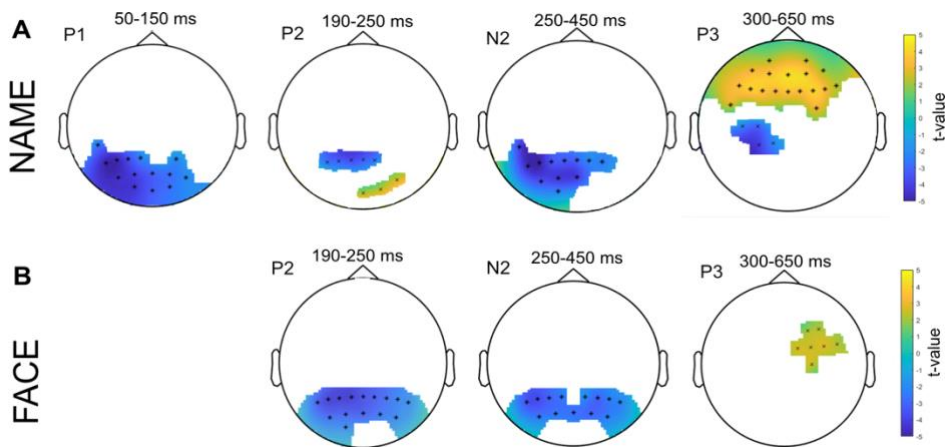 A
NAME
P1
50-150 ms
P2
190-250 ms
N2
250-450 ms
P3
300-650 ms
5
4
3
2
1
0
-1
-2
-3
-4
-5
t-value
B
FACE
P2
190-250 ms
N2
250-450 ms
P3
300-650 ms
5
4
3
2
1
0
-1
-2
-3
-4
-5
t-value